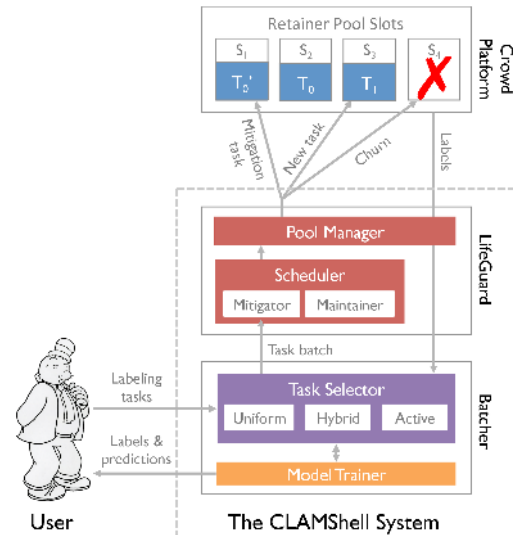 Retainer Pool Slots
S1 S2 S3 S4
T0' T0 T1
Crowd
Platform
Mitigation
task
New task
Churn
Labels
Pool Manager
Scheduler
Mitigator Maintainer
LifeGuard
Task batch
Labeling
tasks
Task Selector
Uniform Hybrid Active
Batcher
Labels &
predictions
Model Trainer
User
The CLAMShell System